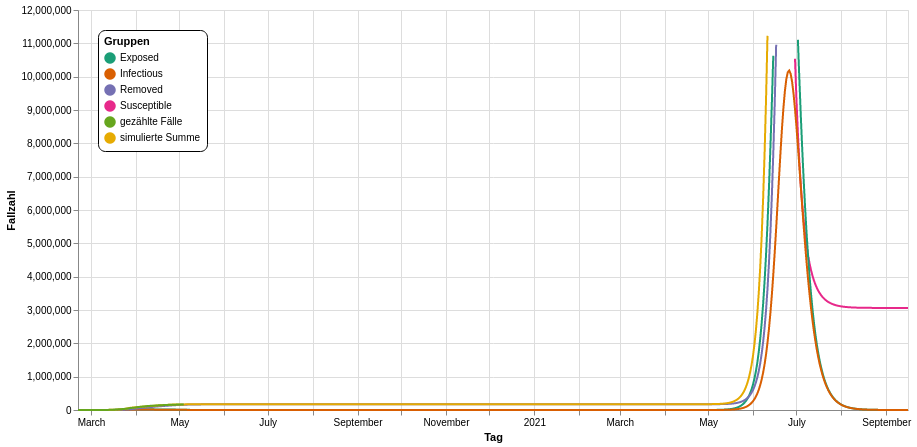 12,000,000
11,000,000
10,000,000
9,000,000
8,000,000
7,000,000
6,000,000
5,000,000
4,000,000
3,000,000
2,000,000
1,000,000
0
Fallzahl
Gruppen
Exposed
Infectious
Removed
Susceptible
gezählte Fälle
simulierte Summe
March May July September November 2021 March May July September
Tag